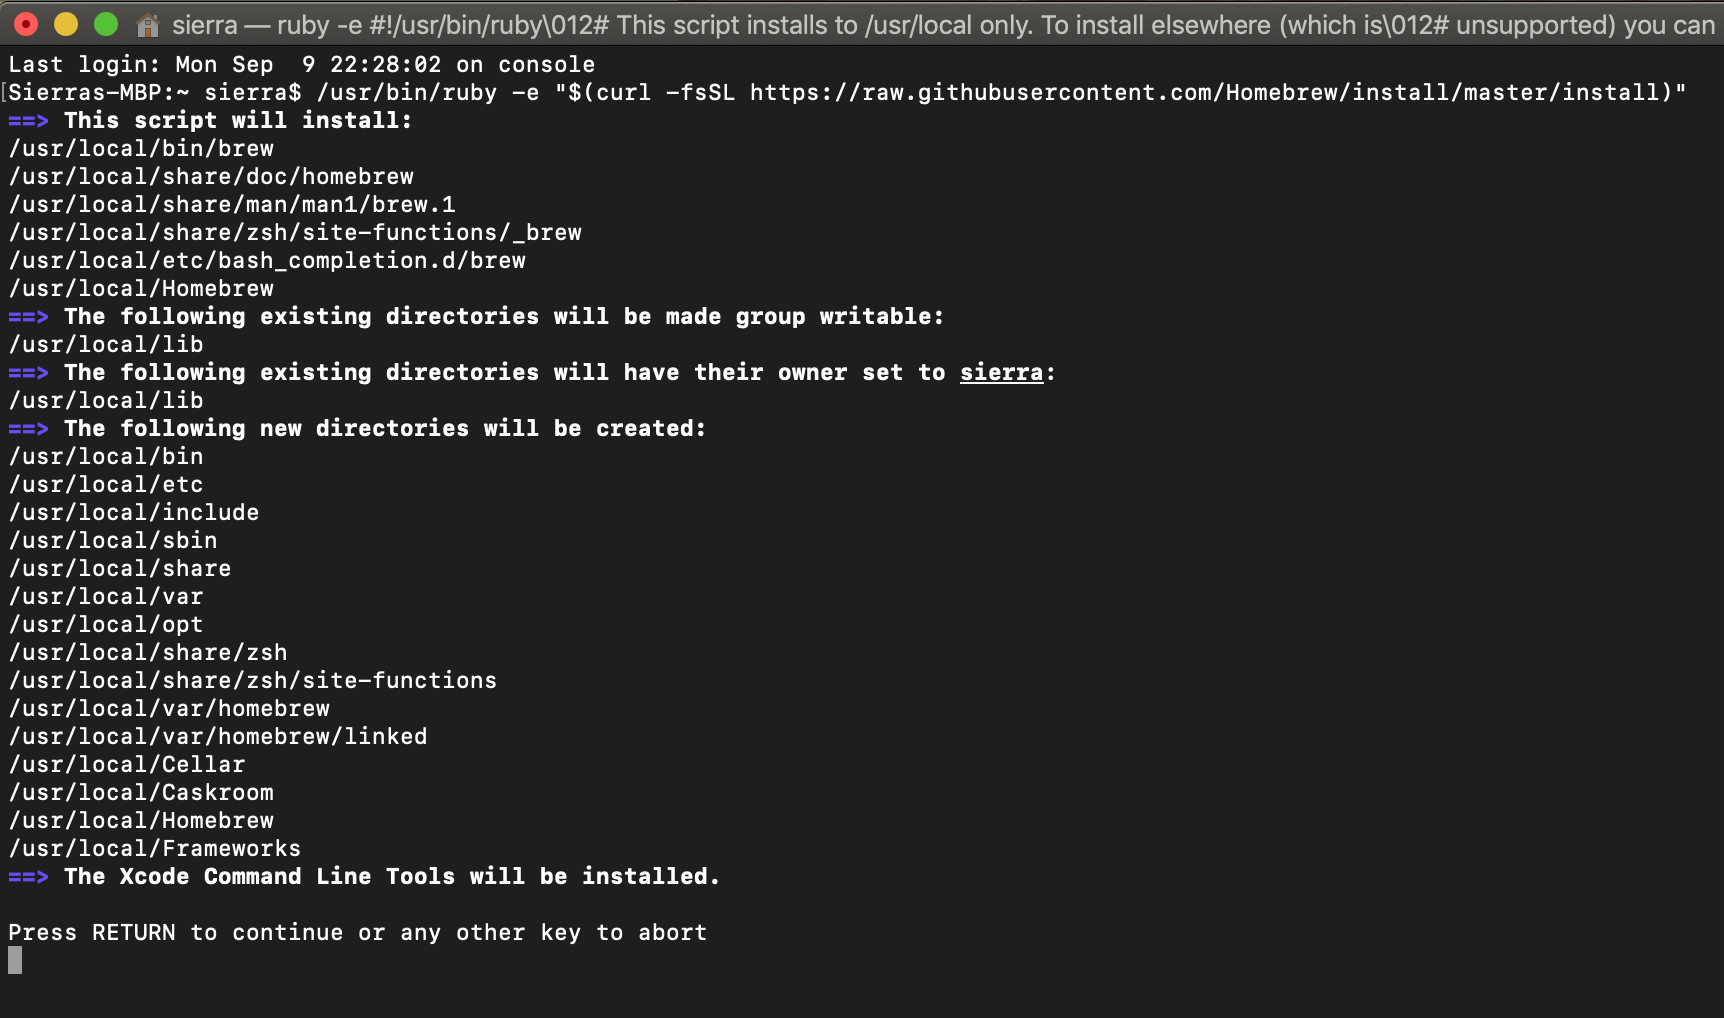 sierra — ruby -e #!/usr/bin/ruby\012# This script installs to /usr/local only. To install elsewhere (which is\012# unsupported) you can
Last login: Mon Sep  9 22:28:02 on console
[Sierras-MBP:~ sierra$ /usr/bin/ruby -e "$(curl -fsSL https://raw.githubusercontent.com/Homebrew/install/master/install)"
==> This script will install:
/usr/local/bin/brew
/usr/local/share/doc/homebrew
/usr/local/share/man/man1/brew.1
/usr/local/share/zsh/site-functions/_brew
/usr/local/etc/bash_completion.d/brew
/usr/local/Homebrew
==> The following existing directories will be made group writable:
/usr/local/lib
==> The following existing directories will have their owner set to sierra:
/usr/local/lib
==> The following new directories will be created:
/usr/local/bin
/usr/local/etc
/usr/local/include
/usr/local/sbin
/usr/local/share
/usr/local/var
/usr/local/opt
/usr/local/share/zsh
/usr/local/share/zsh/site-functions
/usr/local/var/homebrew
/usr/local/var/homebrew/linked
/usr/local/Cellar
/usr/local/Caskroom
/usr/local/Homebrew
/usr/local/Frameworks
==> The Xcode Command Line Tools will be installed.
Press RETURN to continue or any other key to abort